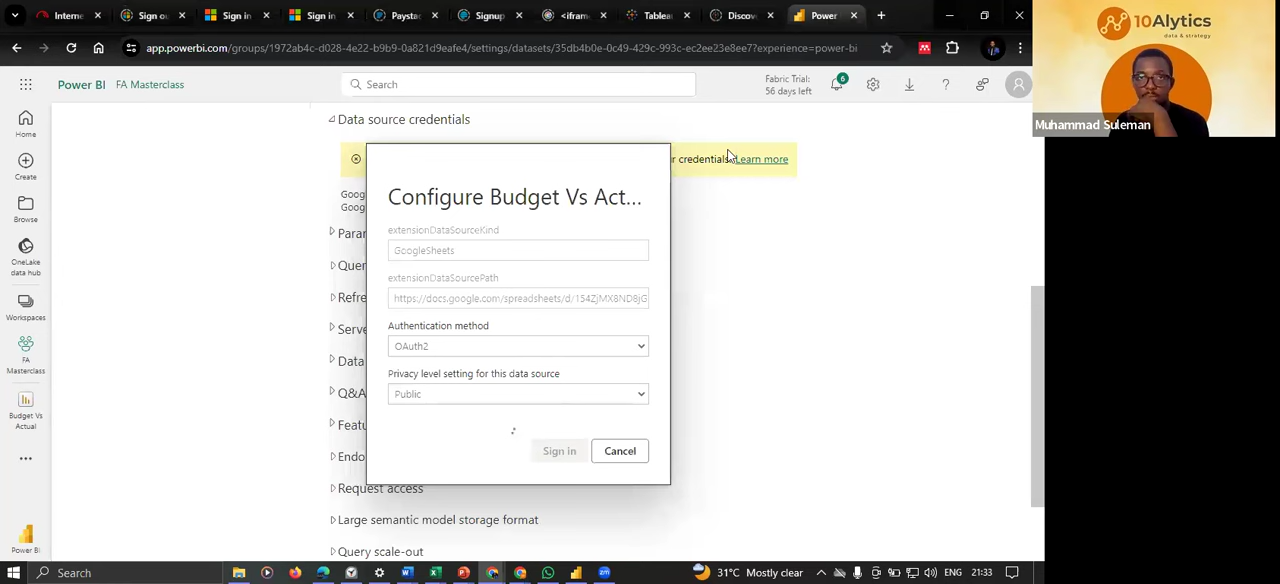 Interne
Sign ou
Sign in
Sign in
Paysta
Signup
<ifram
Tablea
Discov
Power
app.powerbi.com/groups/1972ab4c-d028-4e22-b9b9-0a821d9eafe4/settings/datasets/35db4b0e-0c49-429c-993c-ec2ee23e8ee7?experience=power-bi
10Alytics
data & strategy
Muhammad Suleman
Power BI FA Masterclass
Search
Fabric Trial:
56 days left
6
Home
Create
Browse
OneLake
data hub
Workspaces
FA
Masterclass
Budget Vs
Actual
Power BI
Data source credentials
r credentials. Learn more
Goog
Goog
Param
Quer
Refre
Serve
Data
Q&A
Featu
Endo
Request access
Large semantic model storage format
Query scale-out
Configure Budget Vs Act...
extensionDataSourceKind
GoogleSheets
extensionDataSourcePath
https://docs.google.com/spreadsheets/d/154ZjMX8ND8jG
Authentication method
OAuth2
Privacy level setting for this data source
Public
Sign in
Cancel
Search
31°C Mostly clear
ENG
21:33